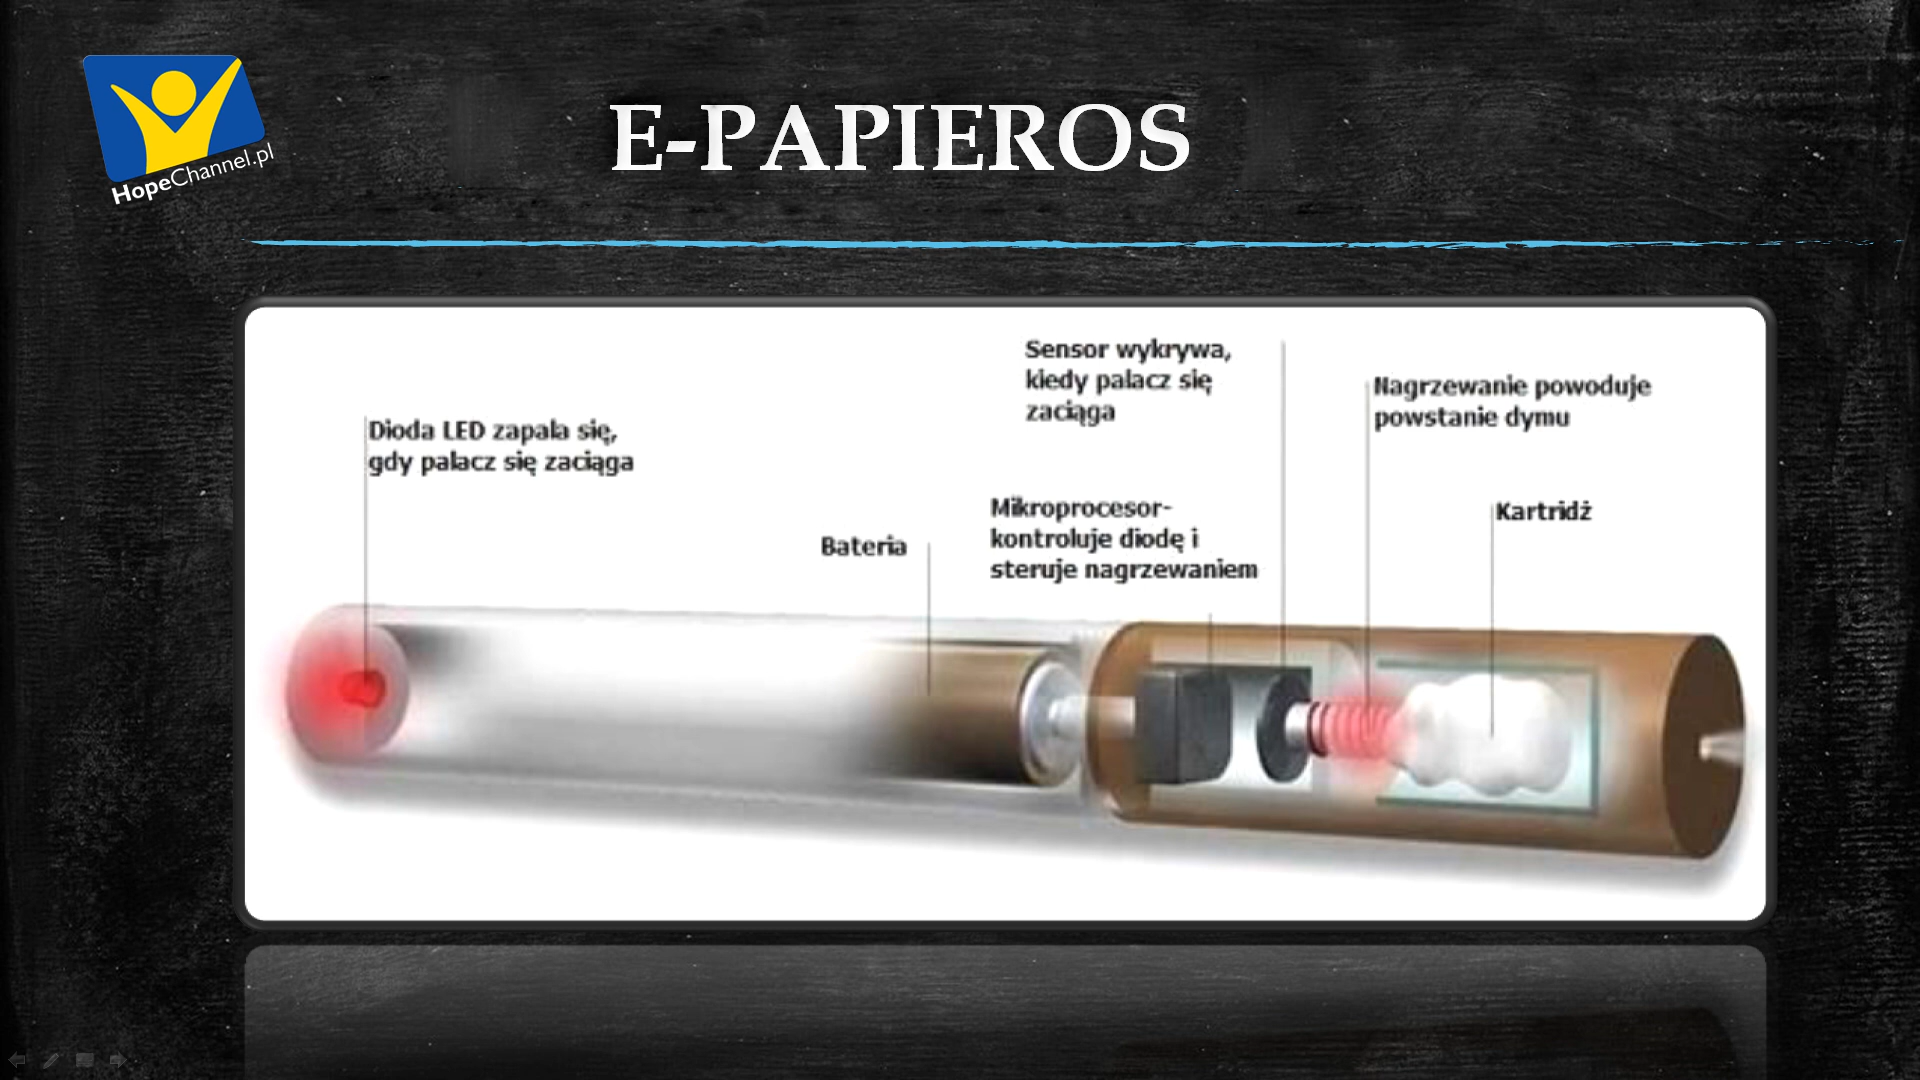 HopeChannel.pl
E-PAPIEROS
Sensor wykrywa,
kiedy palacz się
zaciąga
Nagrzewanie powoduje
powstanie dymu
Dioda LED zapala się,
gdy palacz się zaciąga
Mikroprocesor-
kontroluje diodę i
steruje nagrzewaniem
Kartridż
Bateria